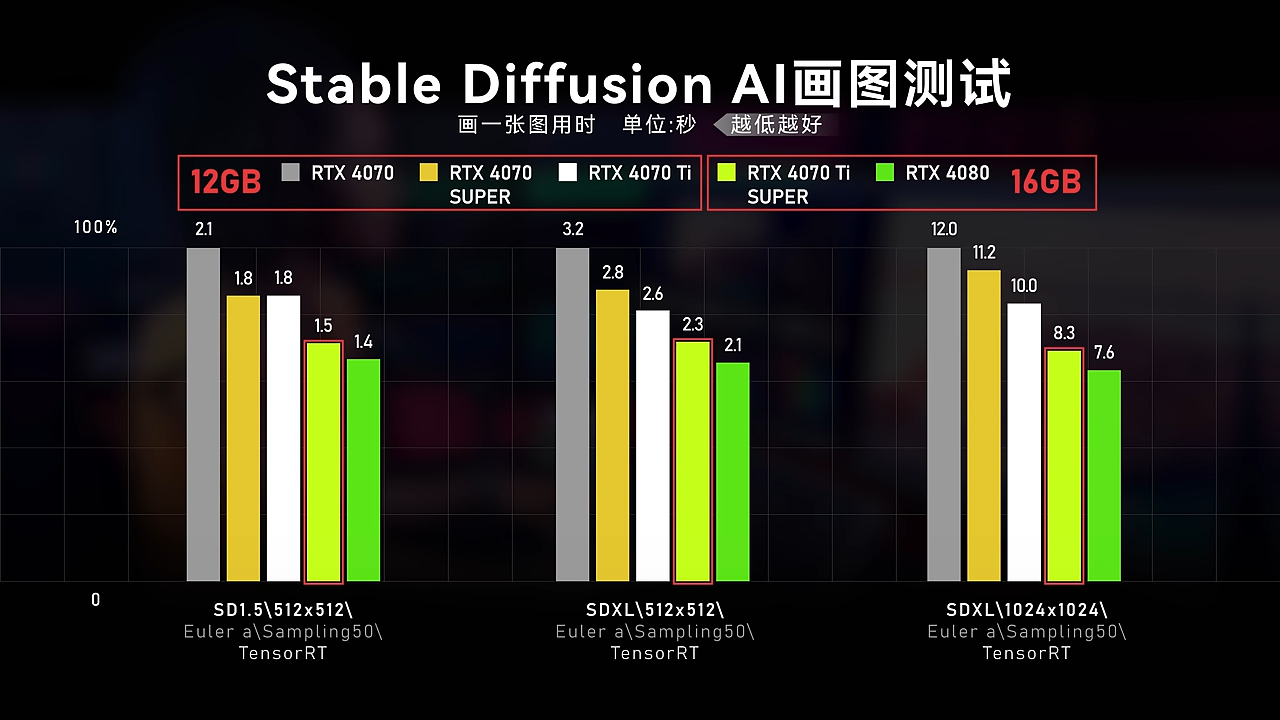 Stable Diffusion AI画图测试
画一张图用时 单位:秒 越低越好
12GB RTX 4070 RTX 4070 SUPER RTX 4070 Ti RTX 4070 Ti SUPER RTX 4080 16GB
100%
2.1 1.8 1.8 1.5 1.4
3.2 2.8 2.6 2.3 2.1
12.0 11.2 10.0 8.3 7.6
0
SD1.5\512x512\
Euler a\Sampling50\
TensorRT
SDXL\512x512\
Euler a\Sampling50\
TensorRT
SDXL\1024x1024\
Euler a\Sampling50\
TensorRT